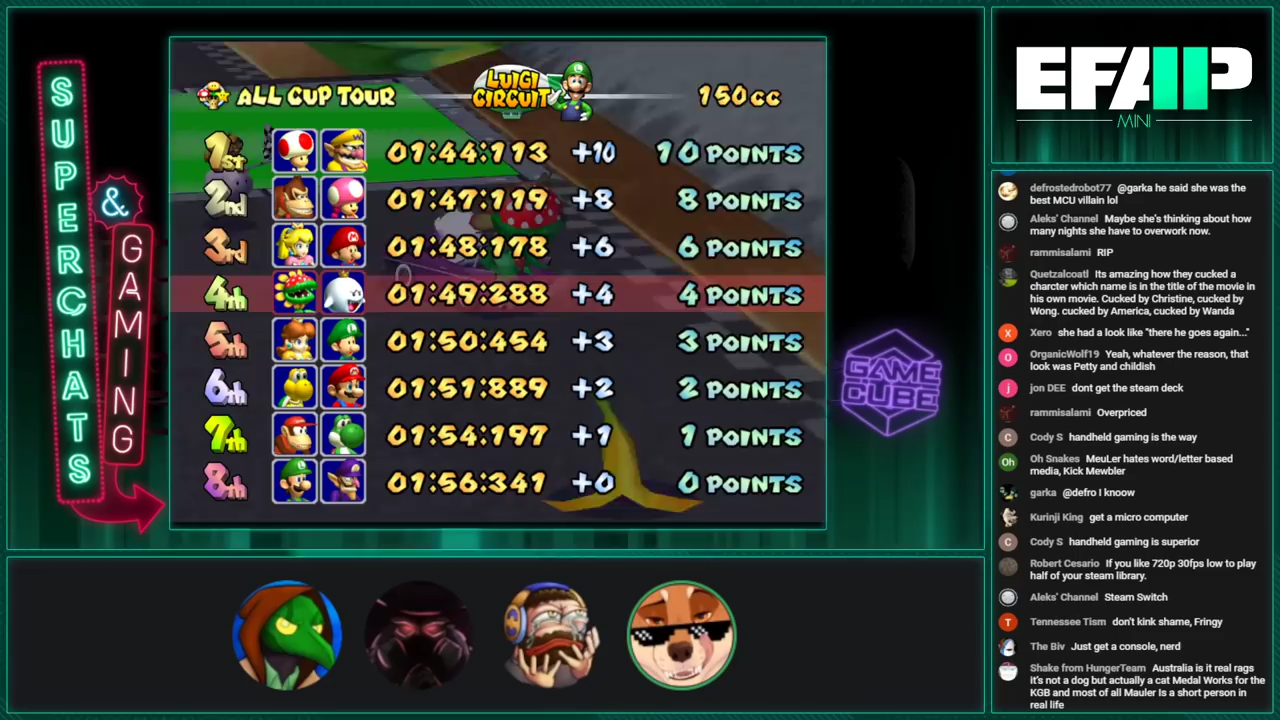 SUPERCHATS
&
GAMING
ALL CUP TOUR
LUIGI
CIRCUIT
150cc
1st 01:44:113 +10 10 POINTS
2nd 01:47:119 +8 8 POINTS
3rd 01:48:178 +6 6 POINTS
4th 01:49:288 +4 4 POINTS
5th 01:50:454 +3 3 POINTS
6th 01:51:889 +2 2 POINTS
7th 01:54:197 +1 1 POINTS
8th 01:56:341 +0 0 POINTS
GAME
CUBE
EFAP
MINI
defrostedrobot77 @garka he said she was the
best MCU villain lol
Aleks' Channel Maybe she's thinking about how
many nights she have to overwork now.
rammisalami RIP
Quetzalcoatl Its amazing how they cucked a
charcter which name is in the title of the movie in
his own movie. Cucked by Christine, cucked by
Wong. cucked by America, cucked by Wanda
X Xero she had a look like "there he goes again..."
O OrganicWolf19 Yeah, whatever the reason, that
look was Petty and childish
j jon DEE dont get the steam deck
rammisalami Overpriced
C Cody S handheld gaming is the way
Oh Oh Snakes MeuLer hates word/letter based
media, Kick Mewbler
garka @defro I knoow
Kurinji King get a micro computer
C Cody S handheld gaming is superior
Robert Cesario If you like 720p 30fps low to play
half of your steam library.
Aleks' Channel Steam Switch
T Tennessee Tism don't kink shame, Fringy
The Biv Just get a console, nerd
Shake from HungerTeam Australia is it real rags
it's not a dog but actually a cat Medal Works for the
KGB and most of all Mauler Is a short person in
real life